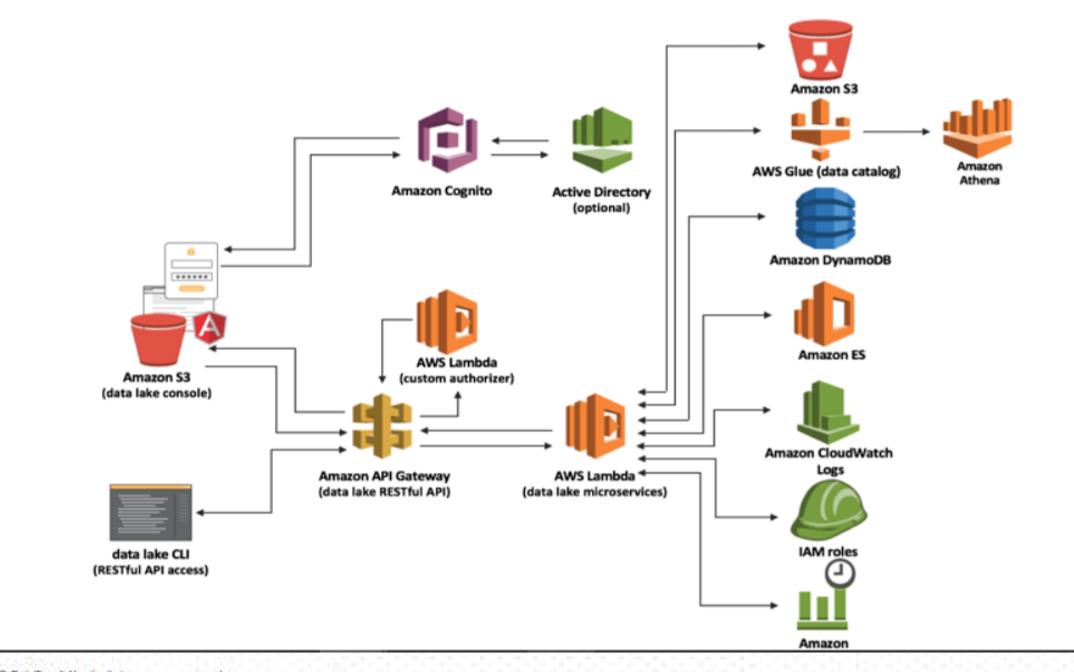 Amazon S3
AWS Glue (data catalog)
Amazon
Athena
Amazon Cognito
Active Directory
(optional)
Amazon DynamoDB
A
Amazon S3
(data lake console)
AWS Lambda
(custom authorizer)
Amazon ES
Amazon API Gateway
(data lake RESTful API)
AWS Lambda
(data lake microservices)
Amazon CloudWatch
Logs
data lake CLI
(RESTful API access)
IAM roles
Amazon